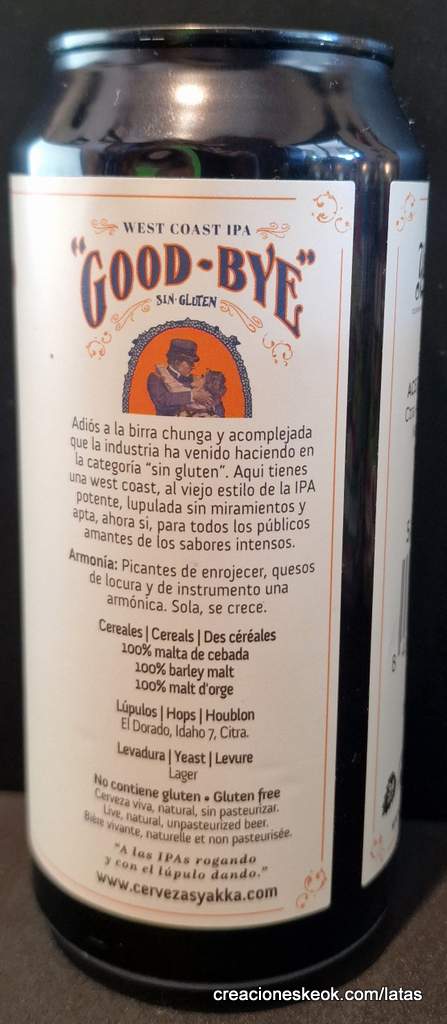 WEST COAST IPA
"GOOD-BYE"
SIN·GLUTEN
Adiós a la birra chunga y acomplejada
que la industria ha venido haciendo en
la categoría "sin gluten". Aqui tienes
una west coast, al viejo estilo de la IPA
potente, lupulada sin miramientos y
apta, ahora si, para todos los públicos
amantes de los sabores intensos.
Armonía: Picantes de enrojecer, quesos
de locura y de instrumento una
armónica. Sola, se crece.
Cereales | Cereals | Des céréales
100% malta de cebada
100% barley malt
100% malt d'orge
Lúpulos | Hops | Houblon
El Dorado, Idaho 7, Citra.
Levadura | Yeast | Levure
Lager
No contiene gluten • Gluten free
Cerveza viva, natural, sin pasteurizar.
Live, natural, unpasteurized beer.
Bière vivante, naturelle et non pasteurisée.
"A las IPAs rogando
y con el lúpulo dando."
www.cervezasyakka.com
creacioneskeok.com/latas